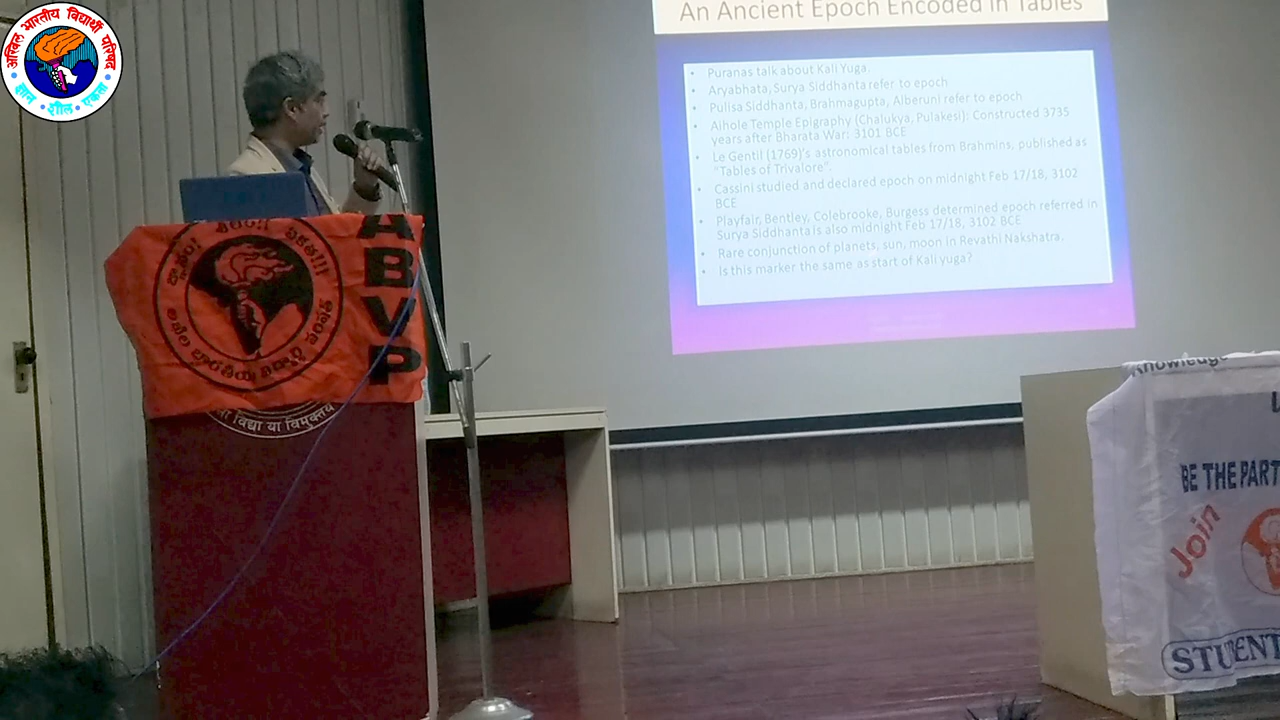 अखिल भारतीय विद्यार्थी परिषद
ज्ञान • शील • एकता
An Ancient Epoch Encoded in Tables
• Puranas talk about Kali Yuga.
• Aryabhata, Surya Siddhanta refer to epoch
• Pulisa Siddhanta, Brahmagupta, Alberuni refer to epoch
• Aihole Temple Epigraphy (Chalukya, Pulakesi): Constructed 3735
years after Bharata War: 3101 BCE
• Le Gentil (1769)'s astronomical tables from Brahmins, published as
"Tables of Trivalore".
• Cassini studied and declared epoch on midnight Feb 17/18, 3102
BCE
• Playfair, Bentley, Colebrooke, Burgess determined epoch referred in
Surya Siddhanta is also midnight Feb 17/18, 3102 BCE
• Rare conjunction of planets, sun, moon in Revathi Nakshatra.
• Is this marker the same as start of Kali yuga?
ABVP
या विमुक्तये
Knowledge
BE THE PART
Join
STUDENT